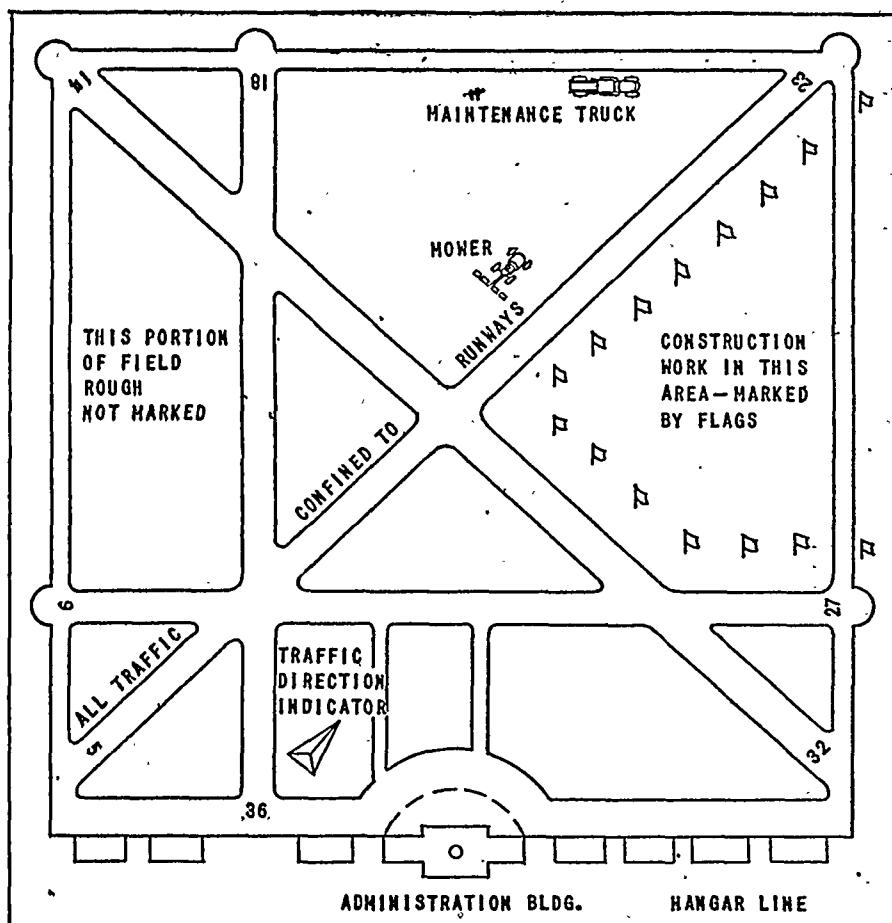 14
18
23
MAINTENANCE TRUCK
MOWER
RUNWAYS
THIS PORTION
OF FIELD
ROUGH
NOT MARKED
CONSTRUCTION
WORK IN THIS
AREA—MARKED
BY FLAGS
CONFINED TO
9
27
ALL TRAFFIC
TRAFFIC
DIRECTION
INDICATOR
5
32
36
ADMINISTRATION BLDG.
HANGAR LINE